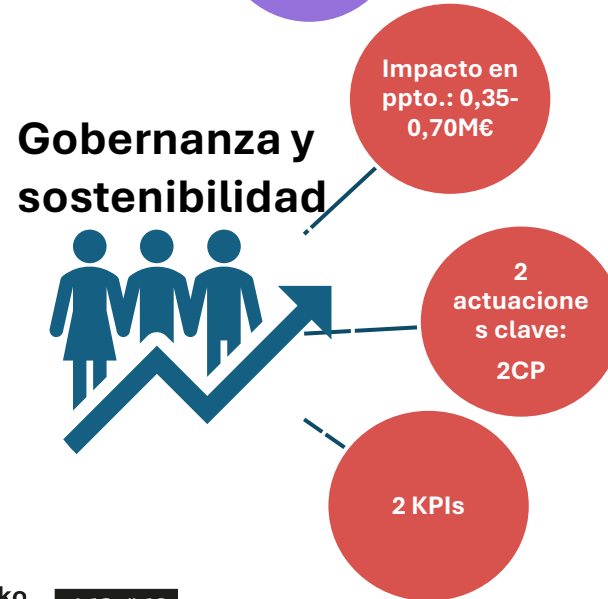 Impacto en
ppto.: 0,35-
0,70M€
Gobernanza y
sostenibilidad
2
actuacione
s clave:
2CP
2 KPIs